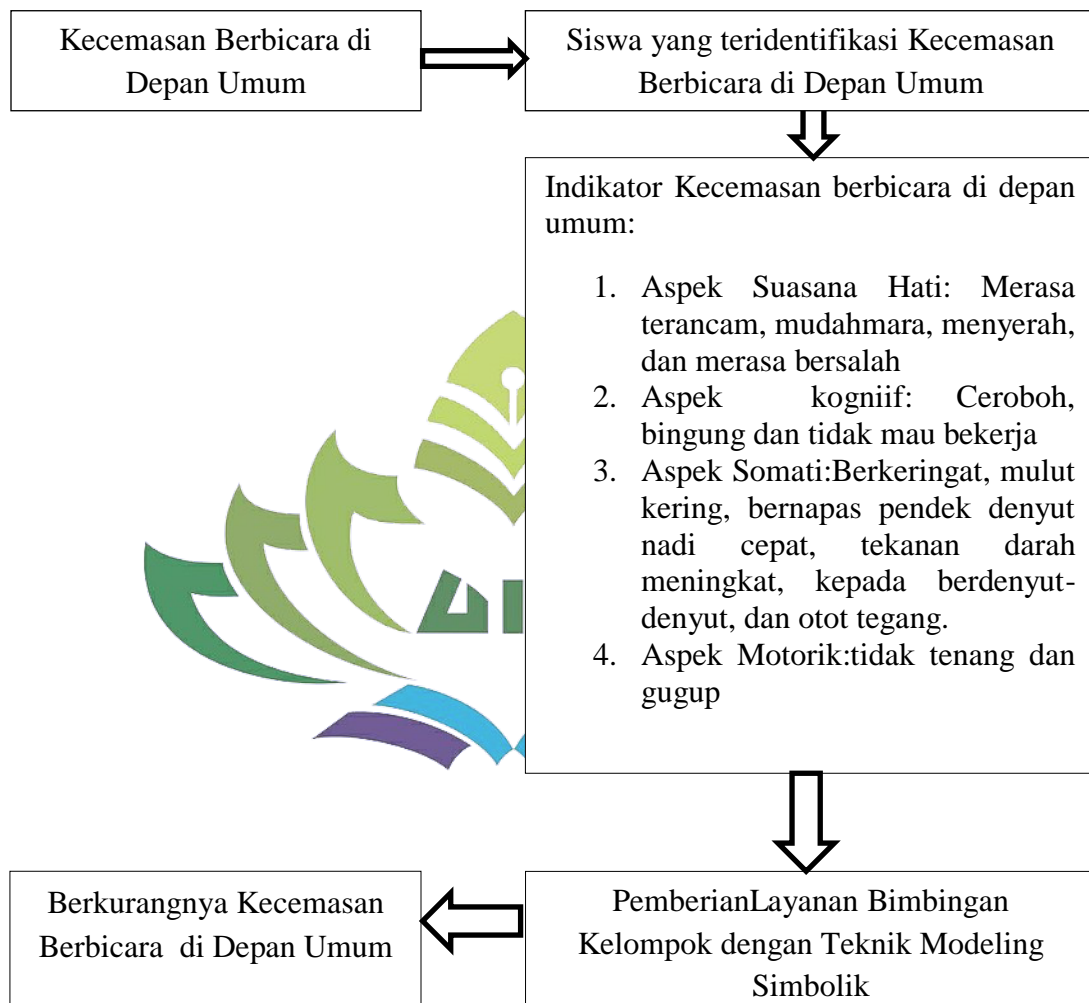 Kecemasan Berbicara di
Depan Umum
Siswa yang teridentifikasi Kecemasan
Berbicara di Depan Umum
Indikator Kecemasan berbicara di depan
umum:
1. Aspek Suasana Hati: Merasa
terancam, mudahmara, menyerah,
dan merasa bersalah
2. Aspek kogniif: Ceroboh,
bingung dan tidak mau bekerja
3. Aspek Somati:Berkeringat, mulut
kering, bernapas pendek denyut
nadi cepat, tekanan darah
meningkat, kepada berdenyut-
denyut, dan otot tegang.
4. Aspek Motorik:tidak tenang dan
gugup
PemberianLayanan Bimbingan
Kelompok dengan Teknik Modeling
Simbolik
Berkurangnya Kecemasan
Berbicara di Depan Umum